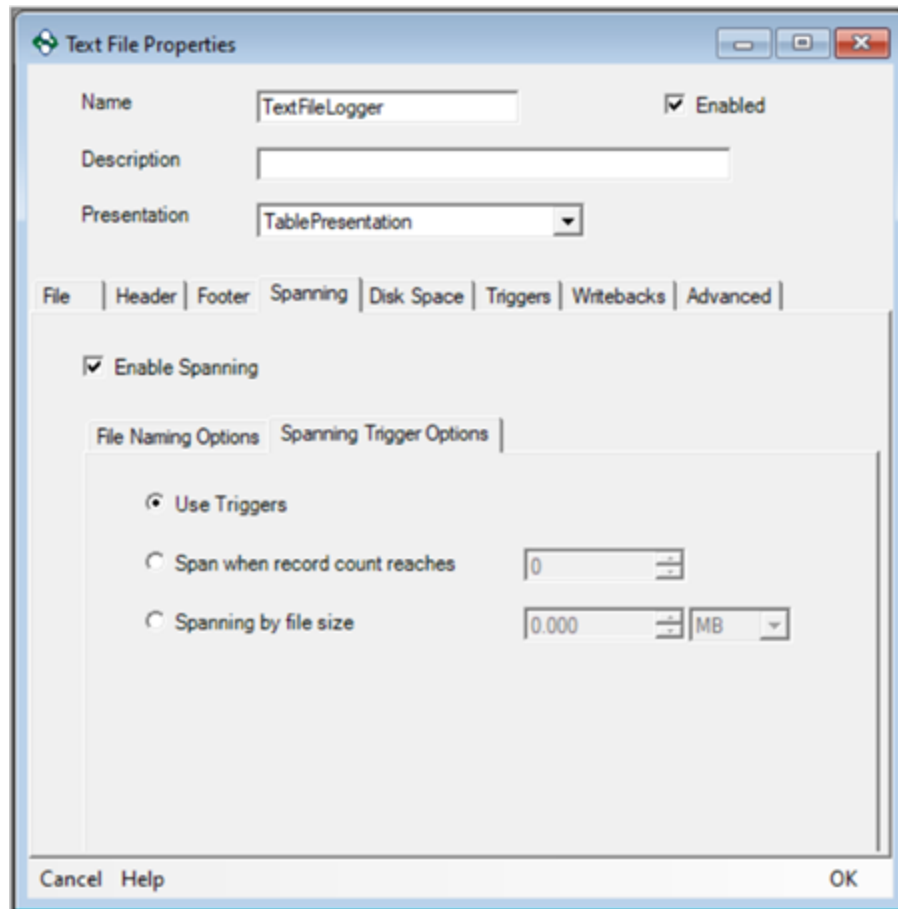 Text File Properties
Name TextFileLogger Enabled
Description
Presentation TablePresentation
File Header Footer Spanning Disk Space Triggers Writebacks Advanced
Enable Spanning
File Naming Options Spanning Trigger Options
Use Triggers
Span when record count reaches 0
Spanning by file size 0.000 MB
Cancel Help OK